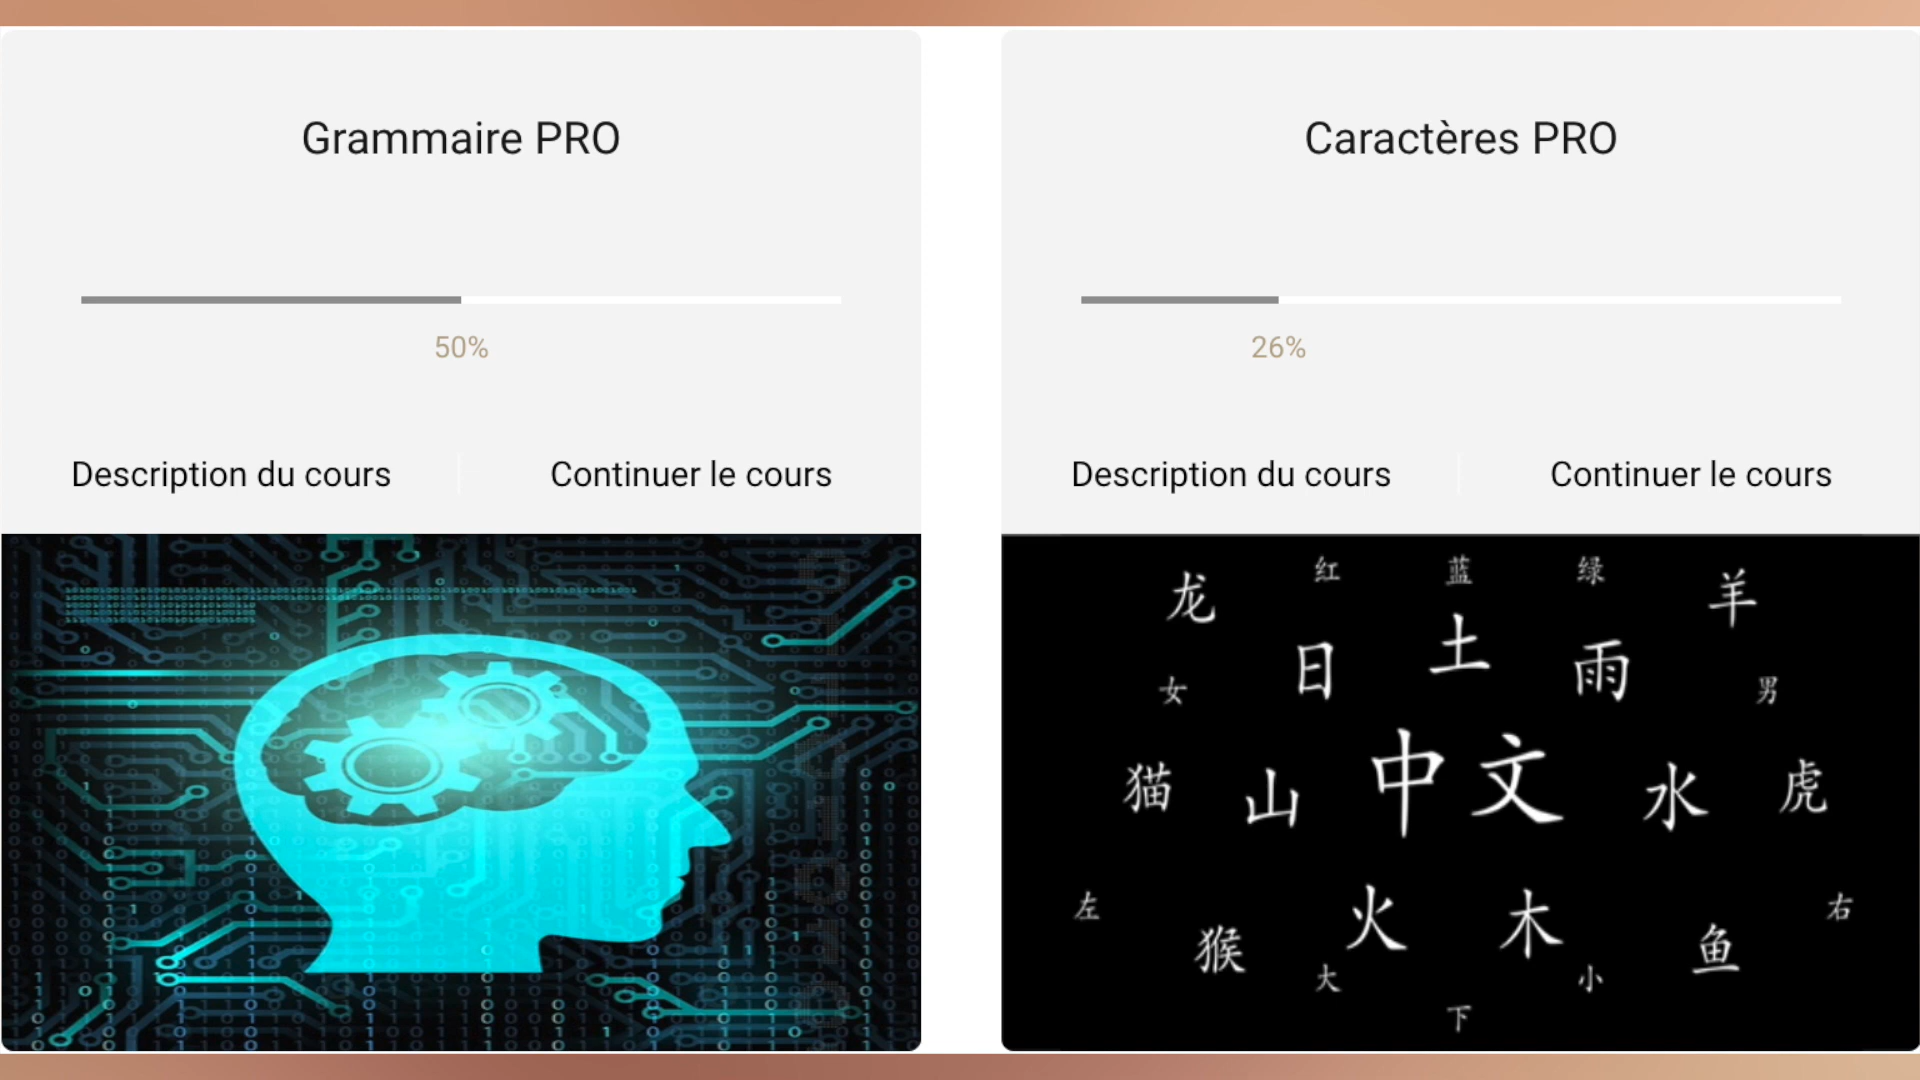 Grammaire PRO
50%
Description du cours
Continuer le cours
Caractères PRO
26%
Description du cours
Continuer le cours
红 蓝 绿
龙 羊
日 土 雨
女 男
中文
猫 山 水 虎
左 火 木 右
猴 鱼
大 小
下